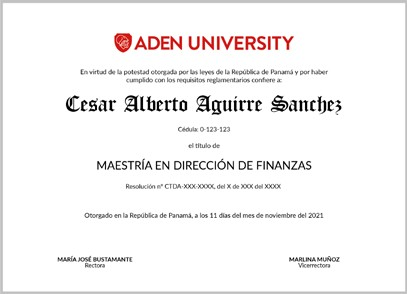 ADEN UNIVERSITY
En virtud de la potestad otorgada por las leyes de la República de Panamá y por haber
cumplido con los requisitos reglamentarios confiere a:
Cesar Alberto Aguirre Sanchez
Cédula: 0-123-123
el título de
MAESTRÍA EN DIRECCIÓN DE FINANZAS
Resolución nº CTDA-XXX-XXXX, del X de XXX del XXXX
Otorgado en la República de Panamá, a los 11 días del mes de noviembre del 2021
MARÍA JOSÉ BUSTAMANTE
Rectora
MARLINA MUÑOZ
Vicerrectora